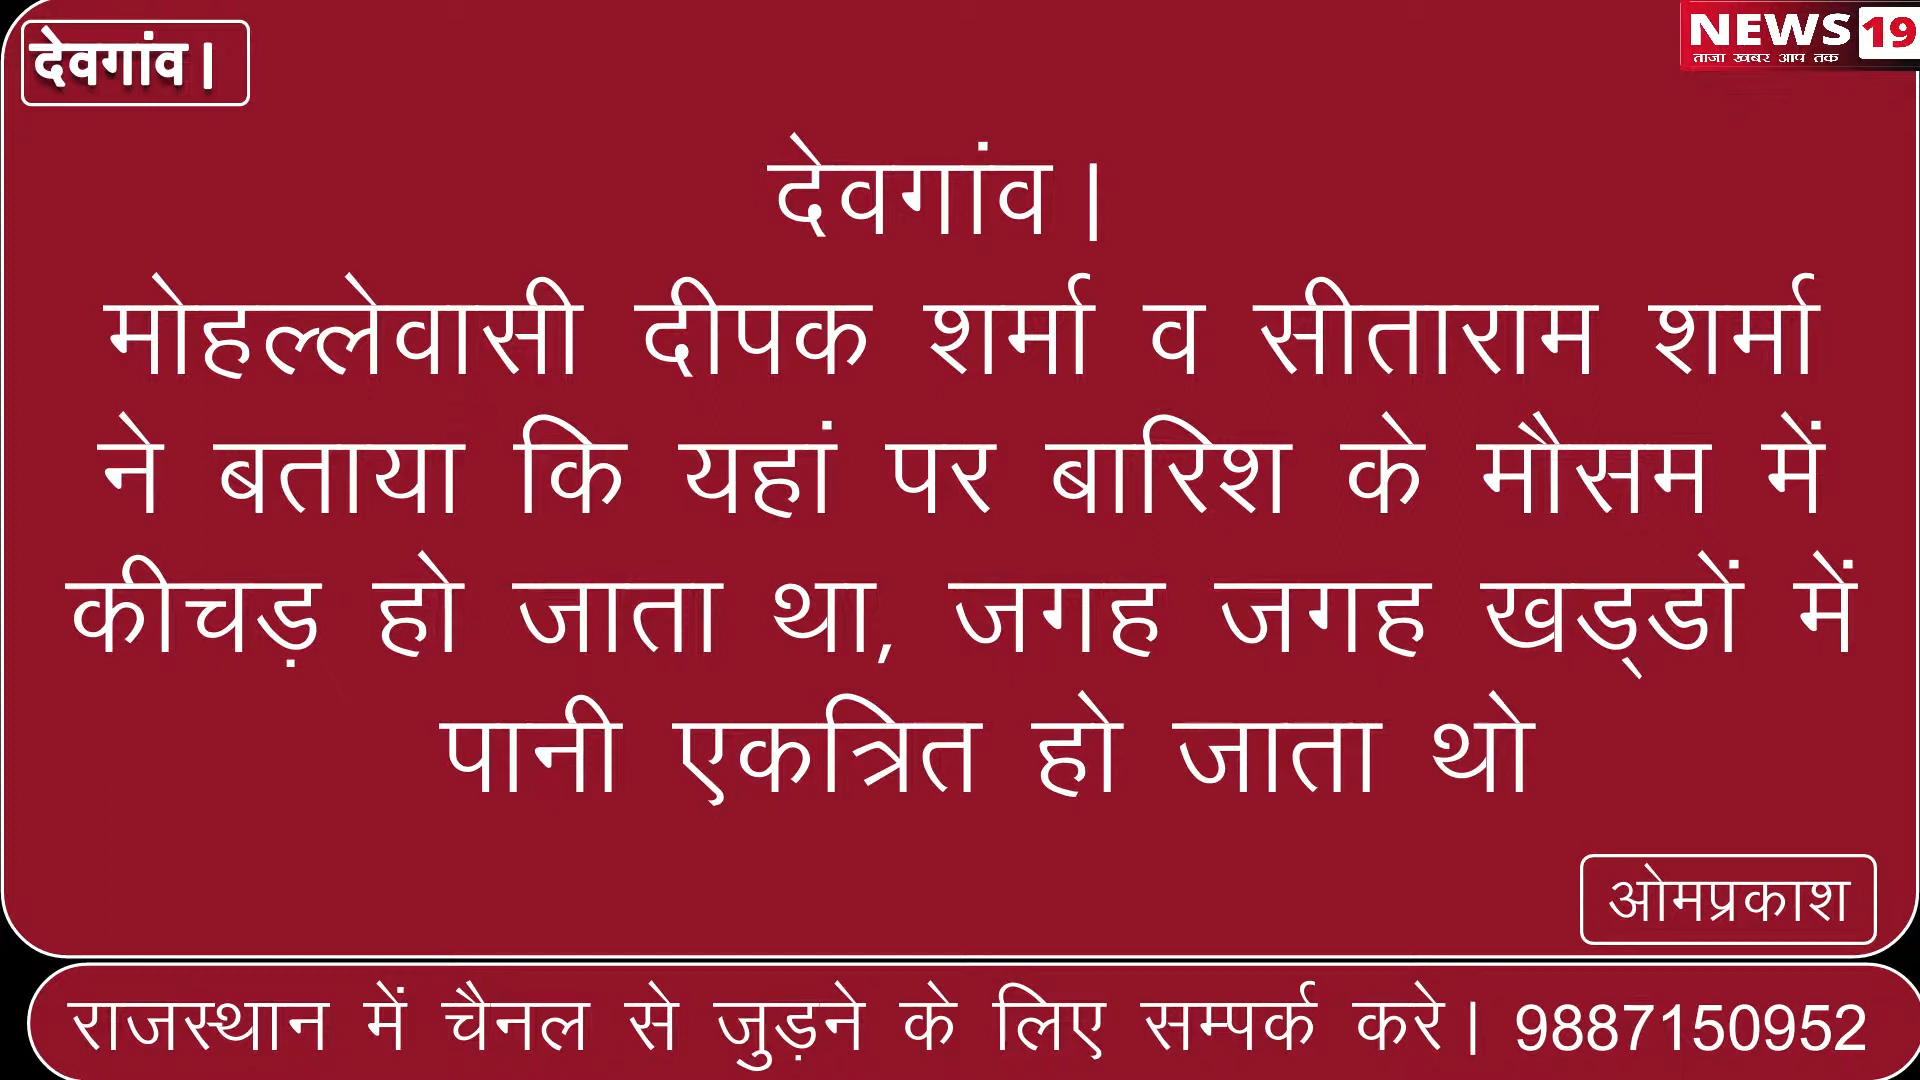 देवगांव।
NEWS 19
ताजा खबर आप तक
देवगांव।
मोहल्लेवासी दीपक शर्मा व सीताराम शर्मा
ने बताया कि यहां पर बारिश के मौसम में
कीचड़ हो जाता था, जगह जगह खड्‌डों में
पानी एकत्रित हो जाता थो
ओमप्रकाश
राजस्थान में चैनल से जुड़ने के लिए सम्पर्क करे। 9887150952